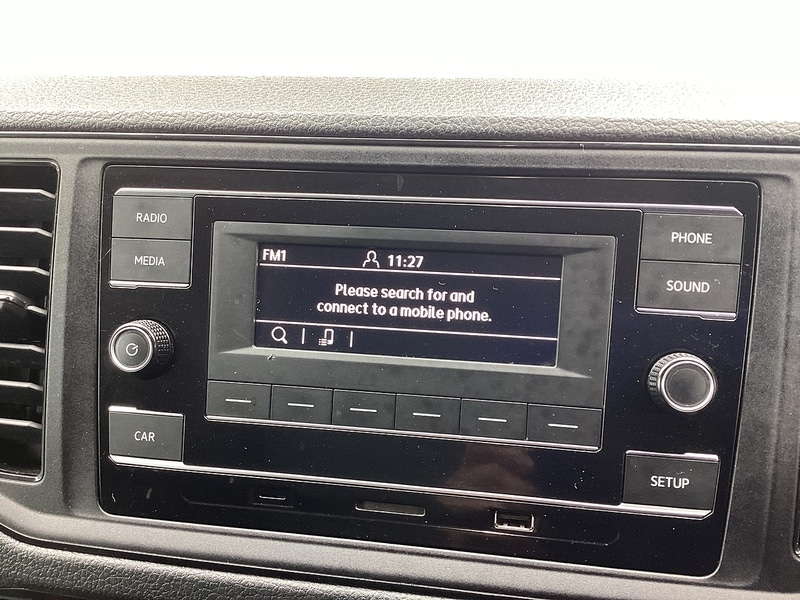 RADIO
MEDIA
FM1 11:27
Please search for and
connect to a mobile phone.
PHONE
SOUND
CAR
SETUP